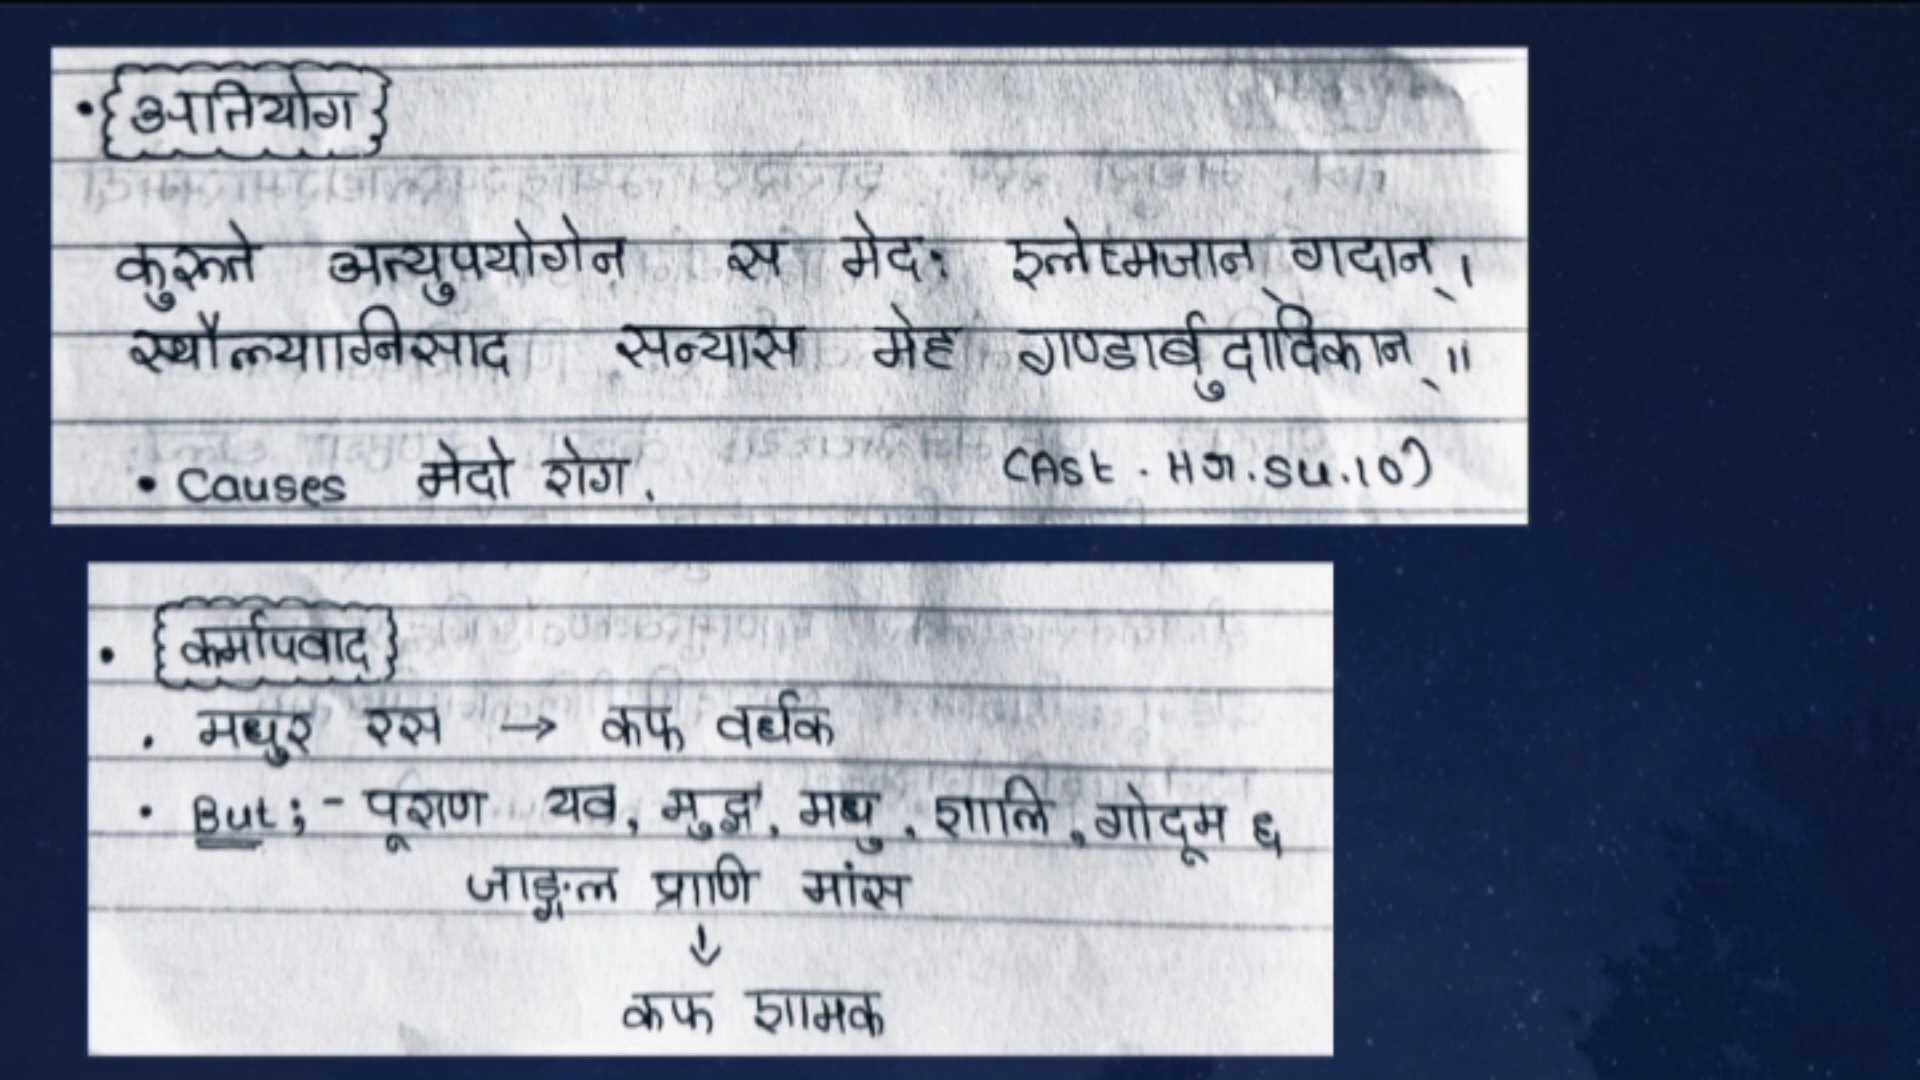 • अतियोग
कुरूते अत्युपयोगेन स मेदः श्लेष्मजान् गदान् ।
स्थौल्याग्निसाद सन्यास मेह गण्डार्बुदादिकान् ॥
• Causes मेदो रोग. (Ast. Hृ.su.10)
• कर्मापवाद
. मधुर रस → कफ वर्धक
• But ;- पूराण यव, मुद्ग, मधु, शालि, गोदूम &
जाङ्गल प्राणि मांस
↓
कफ शामक